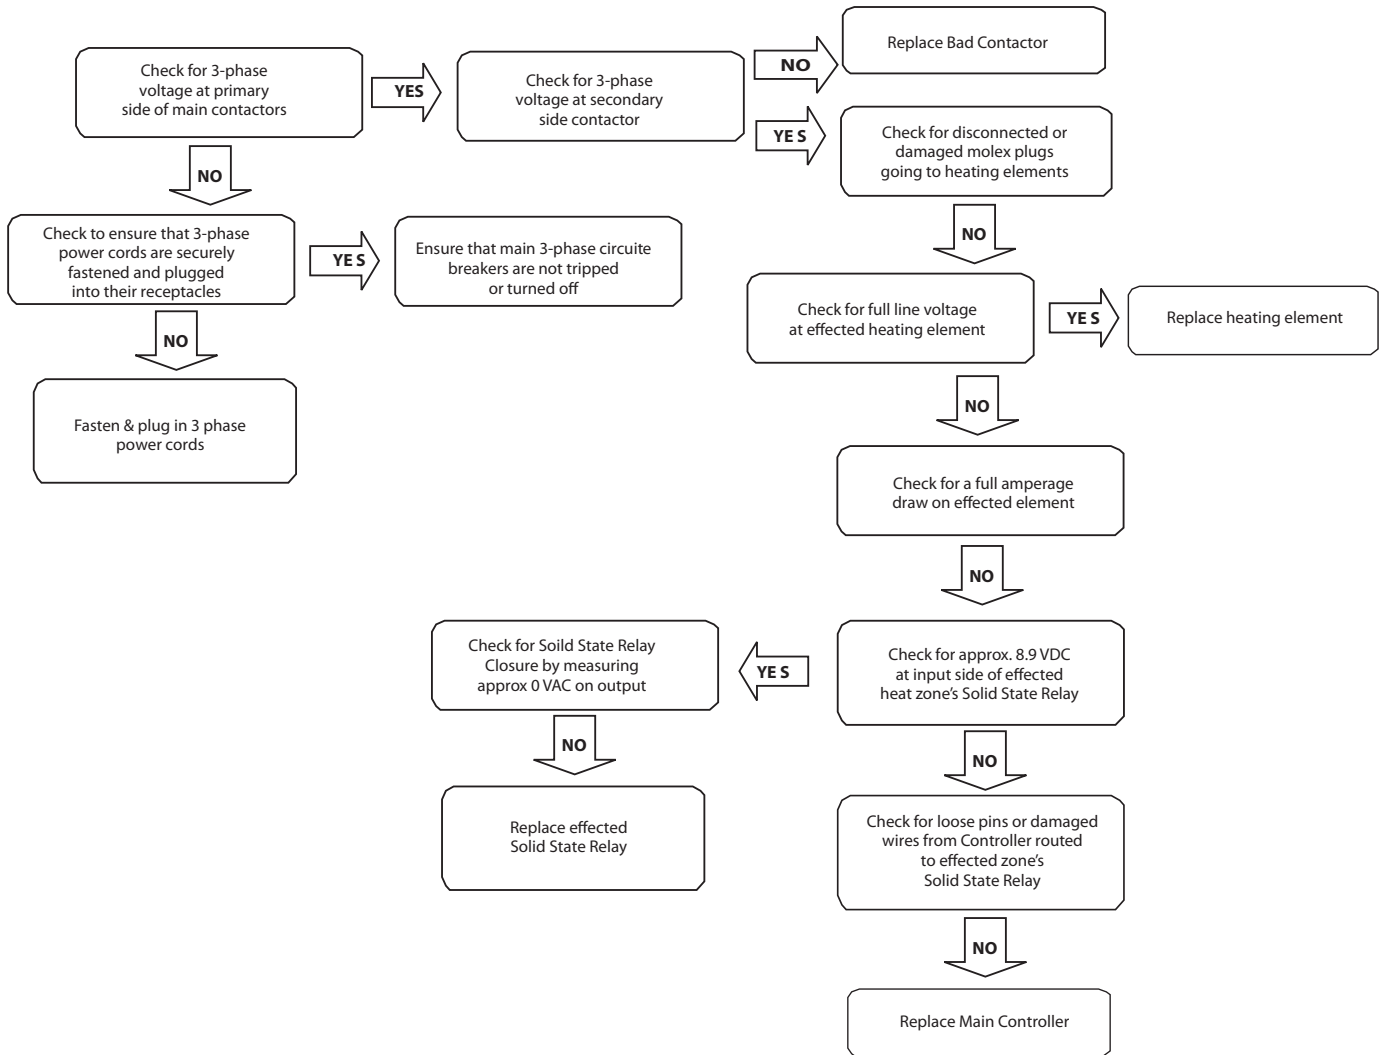 Check for 3-phase
voltage at primary
side of main contactors
YES
Check for 3-phase
voltage at secondary
side contactor
NO
Replace Bad Contactor
YES
Check for disconnected or
damaged molex plugs
going to heating elements
NO
Check to ensure that 3-phase
power cords are securely
fastened and plugged
into their receptacles
YES
Ensure that main 3-phase circuite
breakers are not tripped
or turned off
NO
Fasten & plug in 3 phase
power cords
NO
Check for full line voltage
at effected heating element
YES
Replace heating element
NO
Check for a full amperage
draw on effected element
NO
Check for approx. 8.9 VDC
at input side of effected
heat zone's Solid State Relay
YES
Check for Soild State Relay
Closure by measuring
approx 0 VAC on output
NO
Replace effected
Solid State Relay
NO
Check for loose pins or damaged
wires from Controller routed
to effected zone's
Solid State Relay
NO
Replace Main Controller